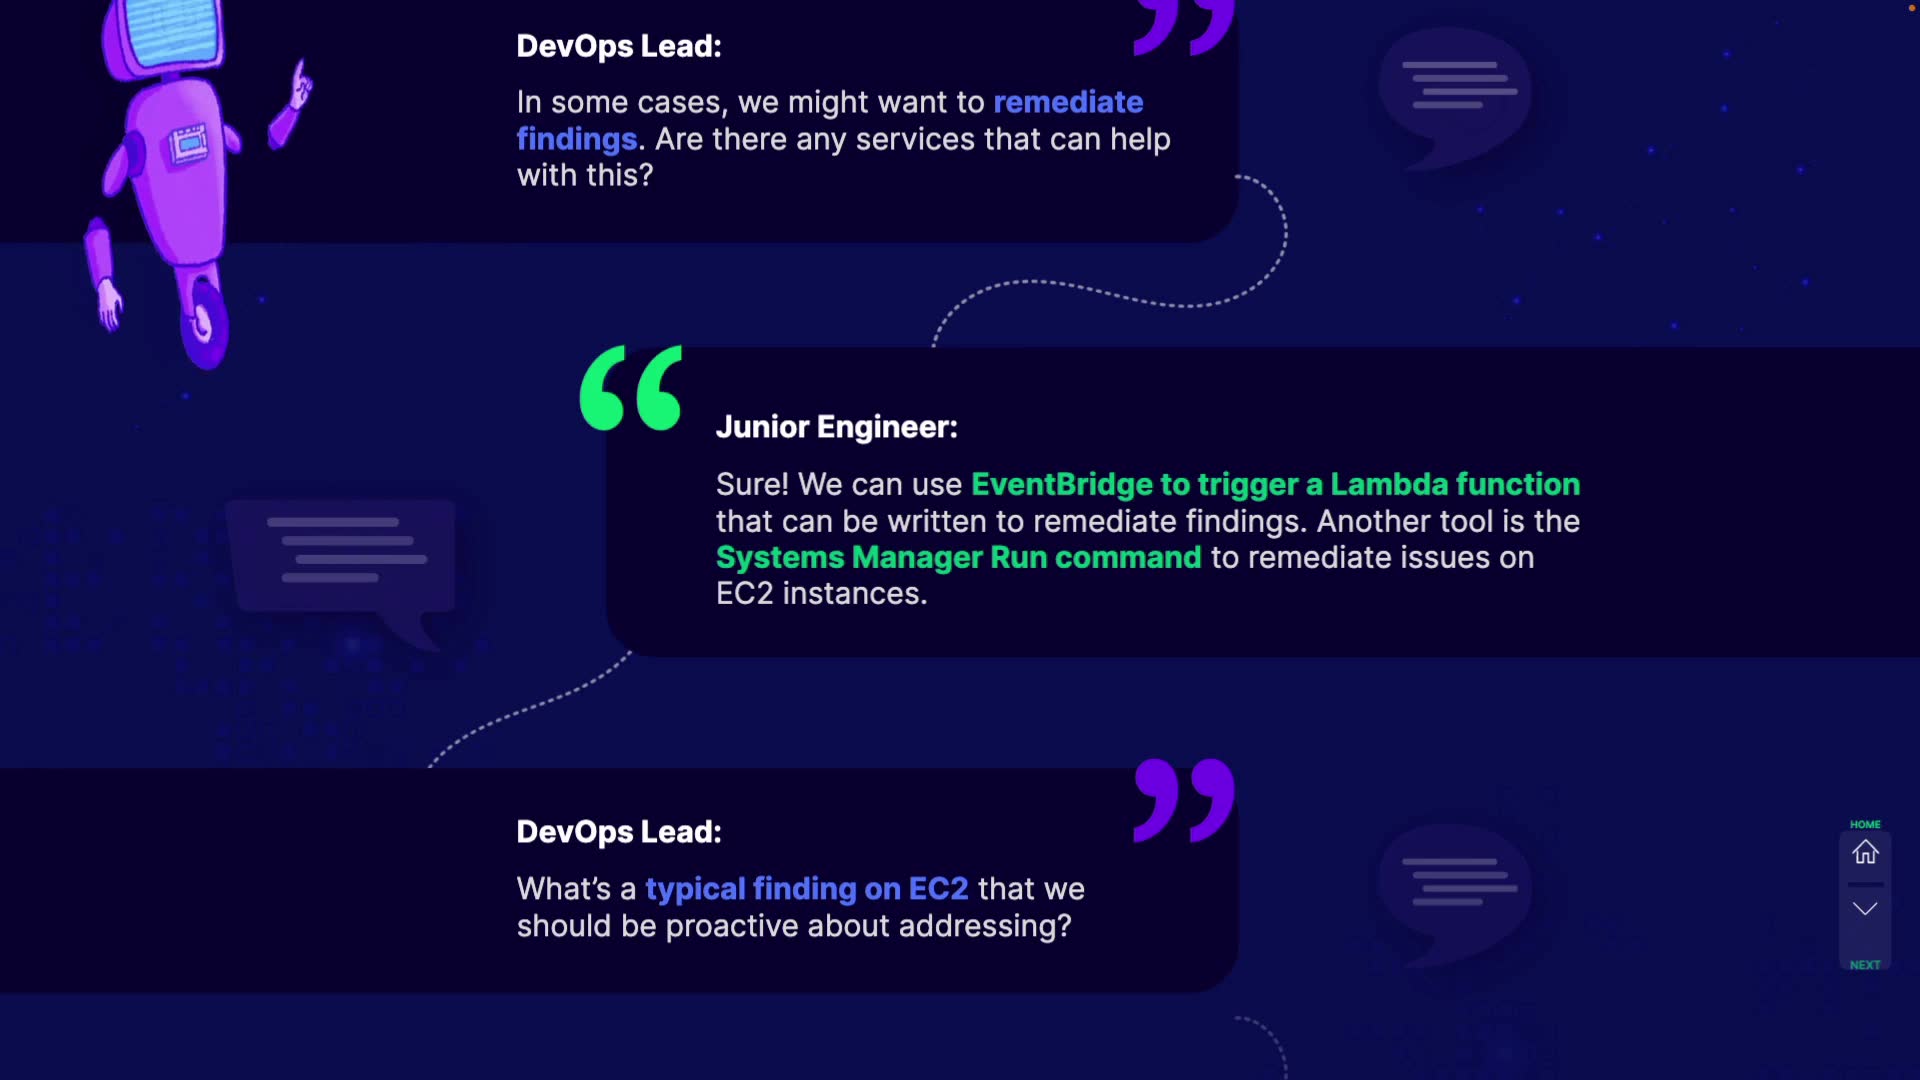 DevOps Lead:
In some cases, we might want to remediate
findings. Are there any services that can help
with this?
Junior Engineer:
Sure! We can use EventBridge to trigger a Lambda function
that can be written to remediate findings. Another tool is the
Systems Manager Run command to remediate issues on
EC2 instances.
DevOps Lead:
What’s a typical finding on EC2 that we
should be proactive about addressing?
HOME
NEXT